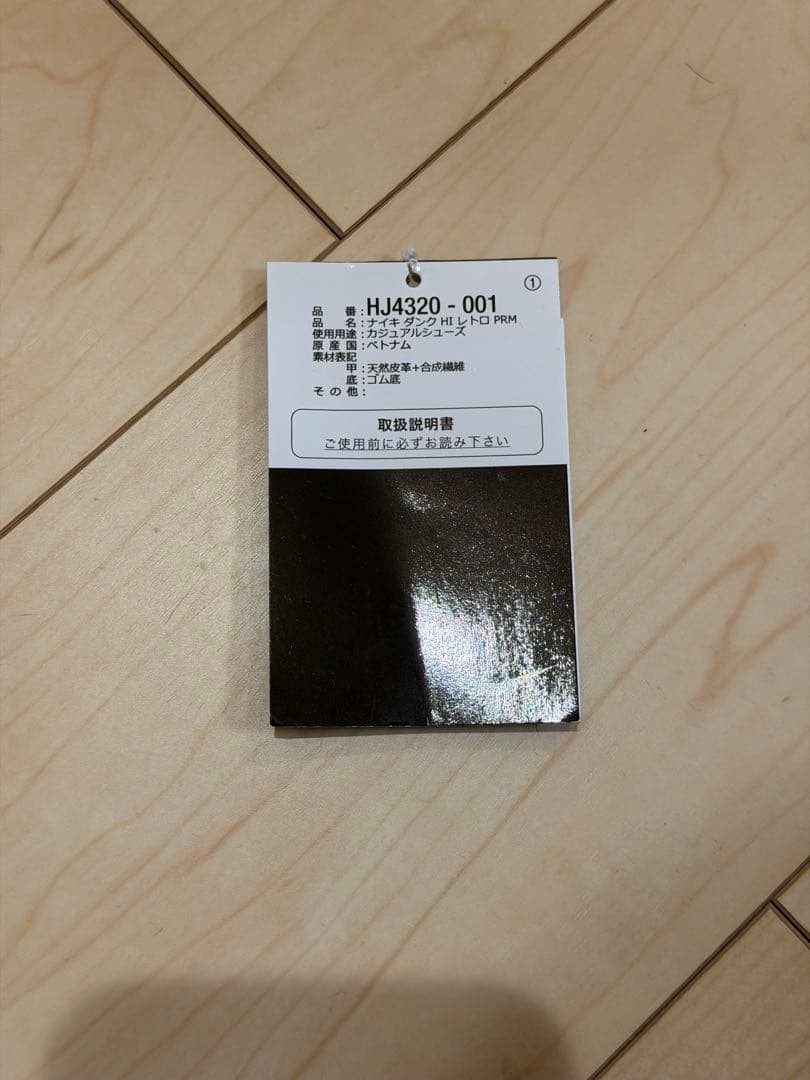 ①
品 番：HJ4320 - 001
品 名：ナイキ ダンク HI レトロ PRM
使用用途：カジュアルシューズ
原 産 国：ベトナム
素材表記
甲：天然皮革+合成繊維
底：ゴム底
そ の 他：
取扱説明書
ご使用前に必ずお読み下さい